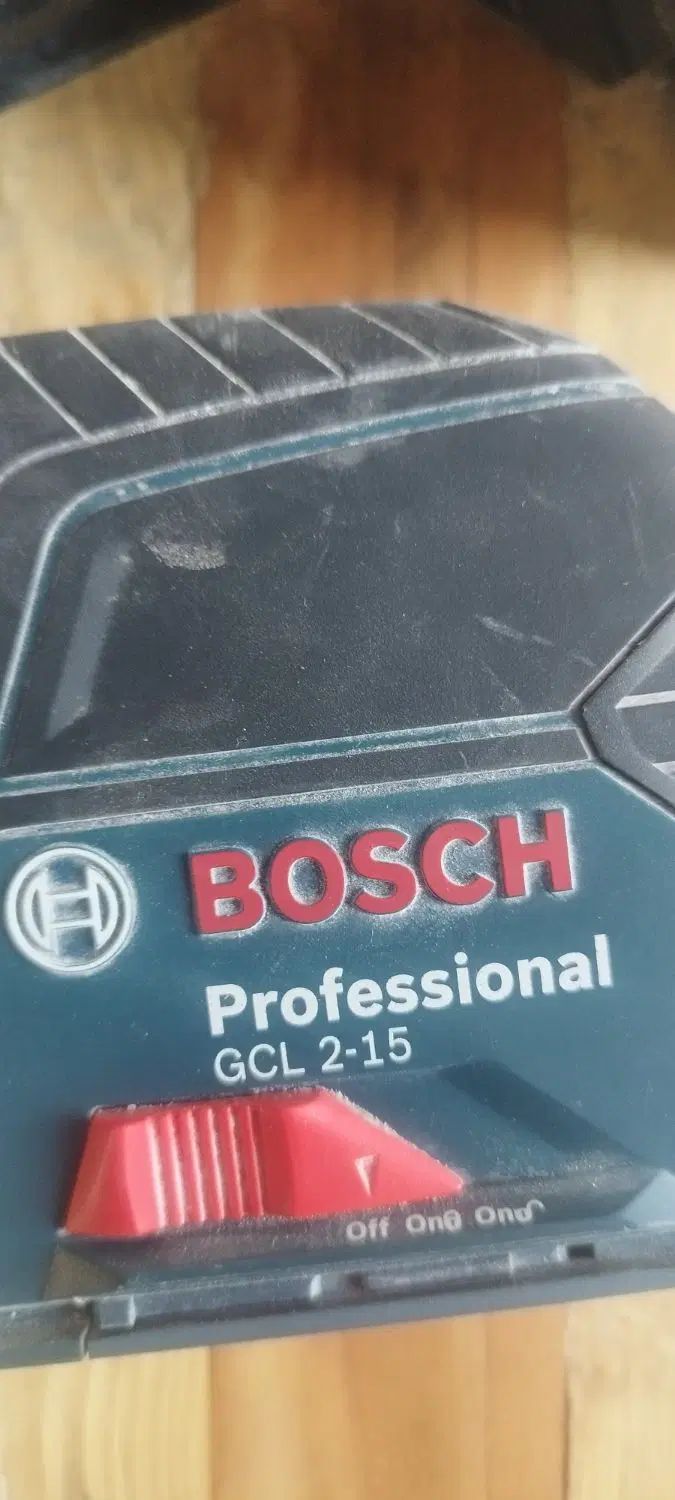 BOSCH
Professional
GCL 2-15
Off On On